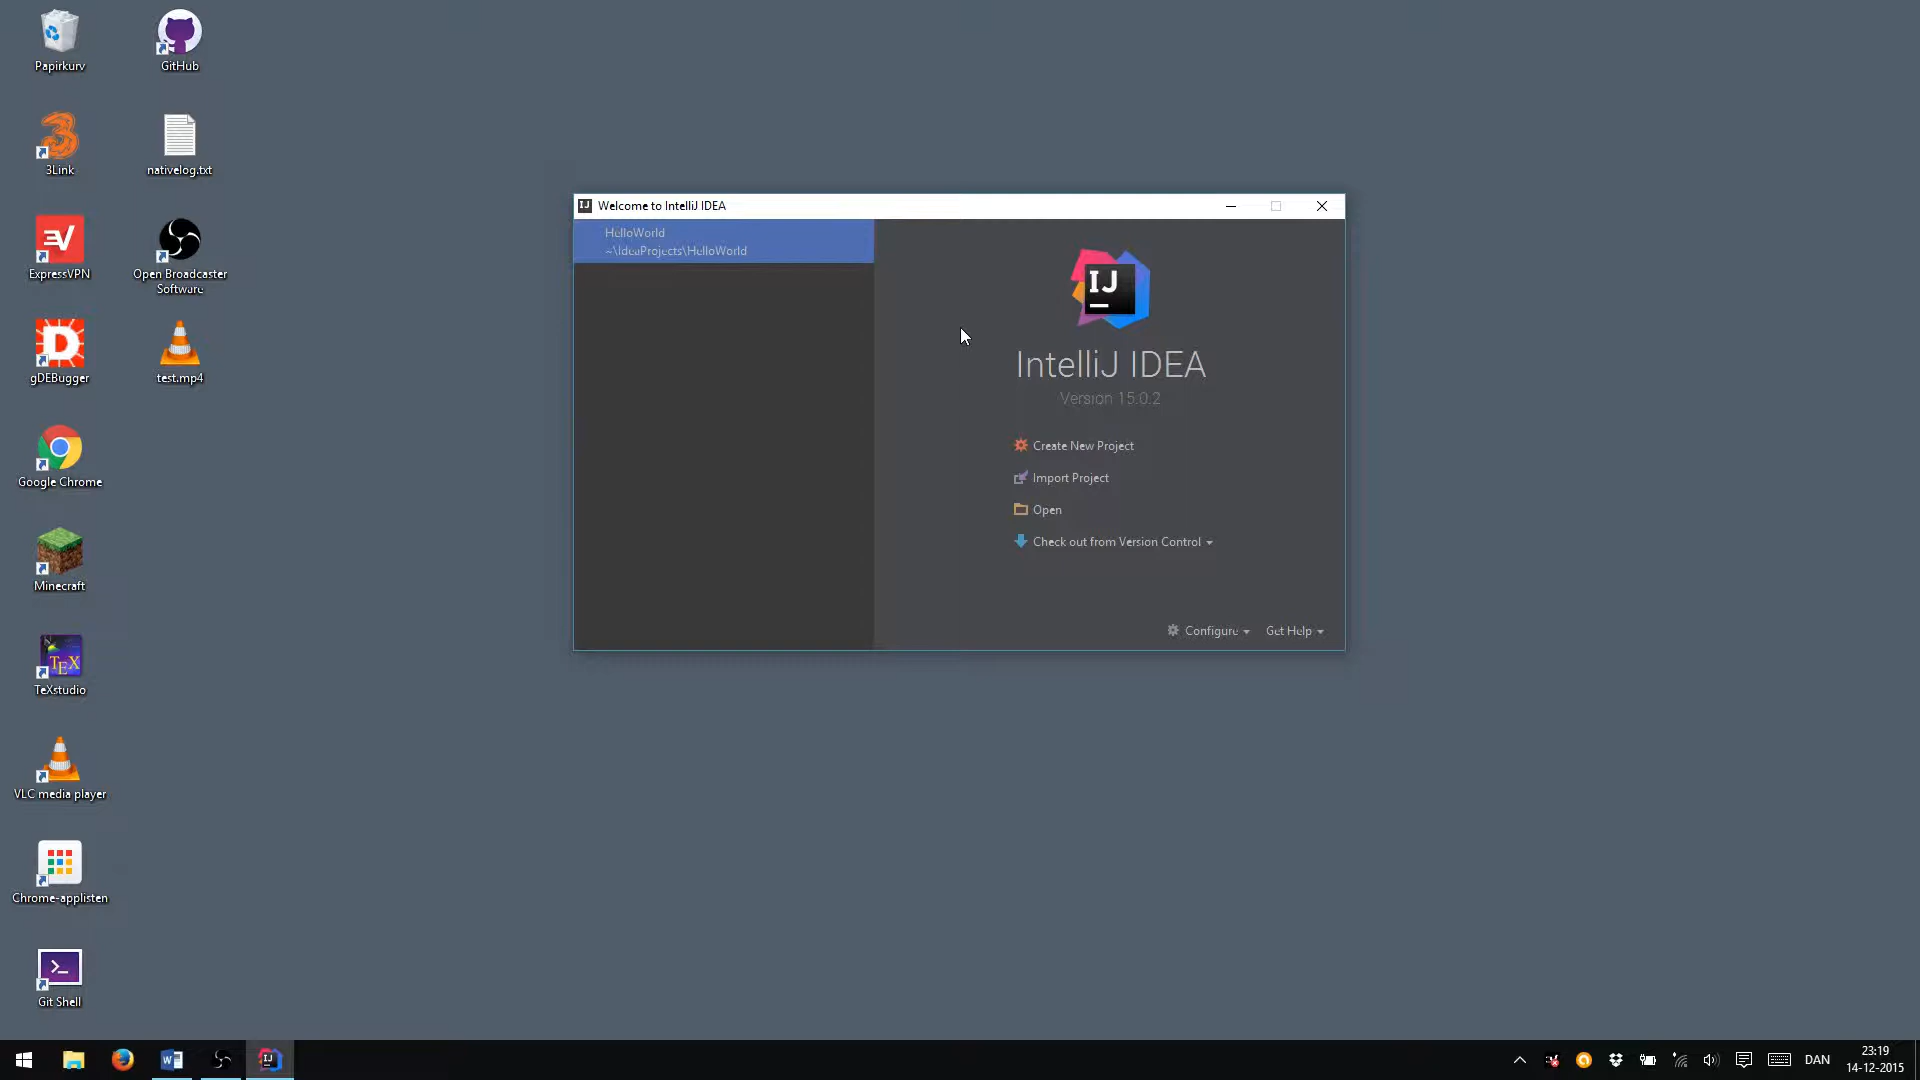 Papirkurv
GitHub
3Link
nativelog.txt
ExpressVPN
Open Broadcaster
Software
gDEBugger
test.mp4
Google Chrome
Minecraft
TeXstudio
VLC media player
Chrome-applisten
Git Shell
Welcome to IntelliJ IDEA
HelloWorld
~\IdeaProjects\HelloWorld
IJ
IntelliJ IDEA
Version 15.0.2
Create New Project
Import Project
Open
Check out from Version Control
Configure
Get Help
DAN
23:19
14-12-2015